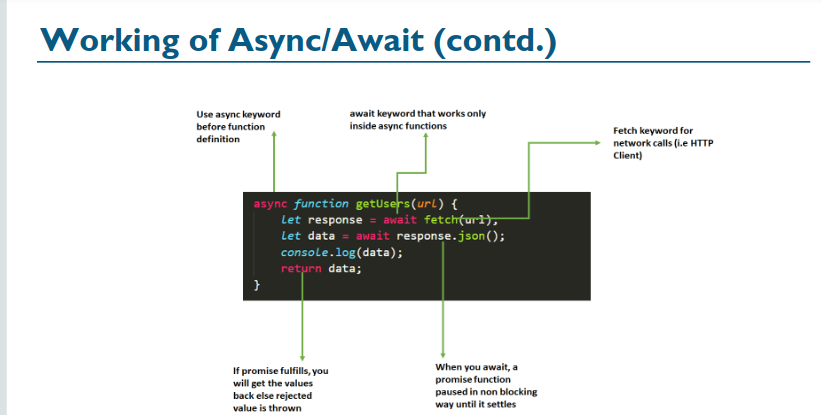 Working of Async/Await (contd.)
Use async keyword
before function
definition
await keyword that works only
inside async functions
Fetch keyword for
network calls (i.e HTTP
Client)
async function getUsers(url) {
let response = await fetch(url),
let data = await response.json();
console.log(data);
return data;
}
If promise fulfills, you
will get the values
back else rejected
value is thrown
When you await, a
promise function
paused in non blocking
way until it settles